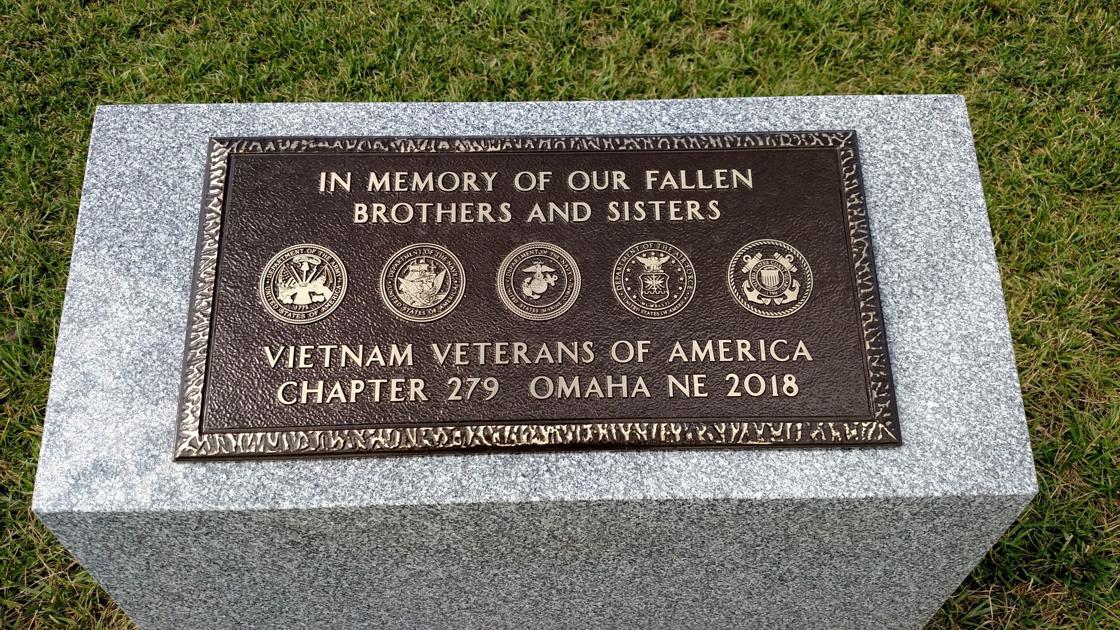 IN MEMORY OF OUR FALLEN
BROTHERS AND SISTERS
VIETNAM VETERANS OF AMERICA
CHAPTER 279 OMAHA NE 2018